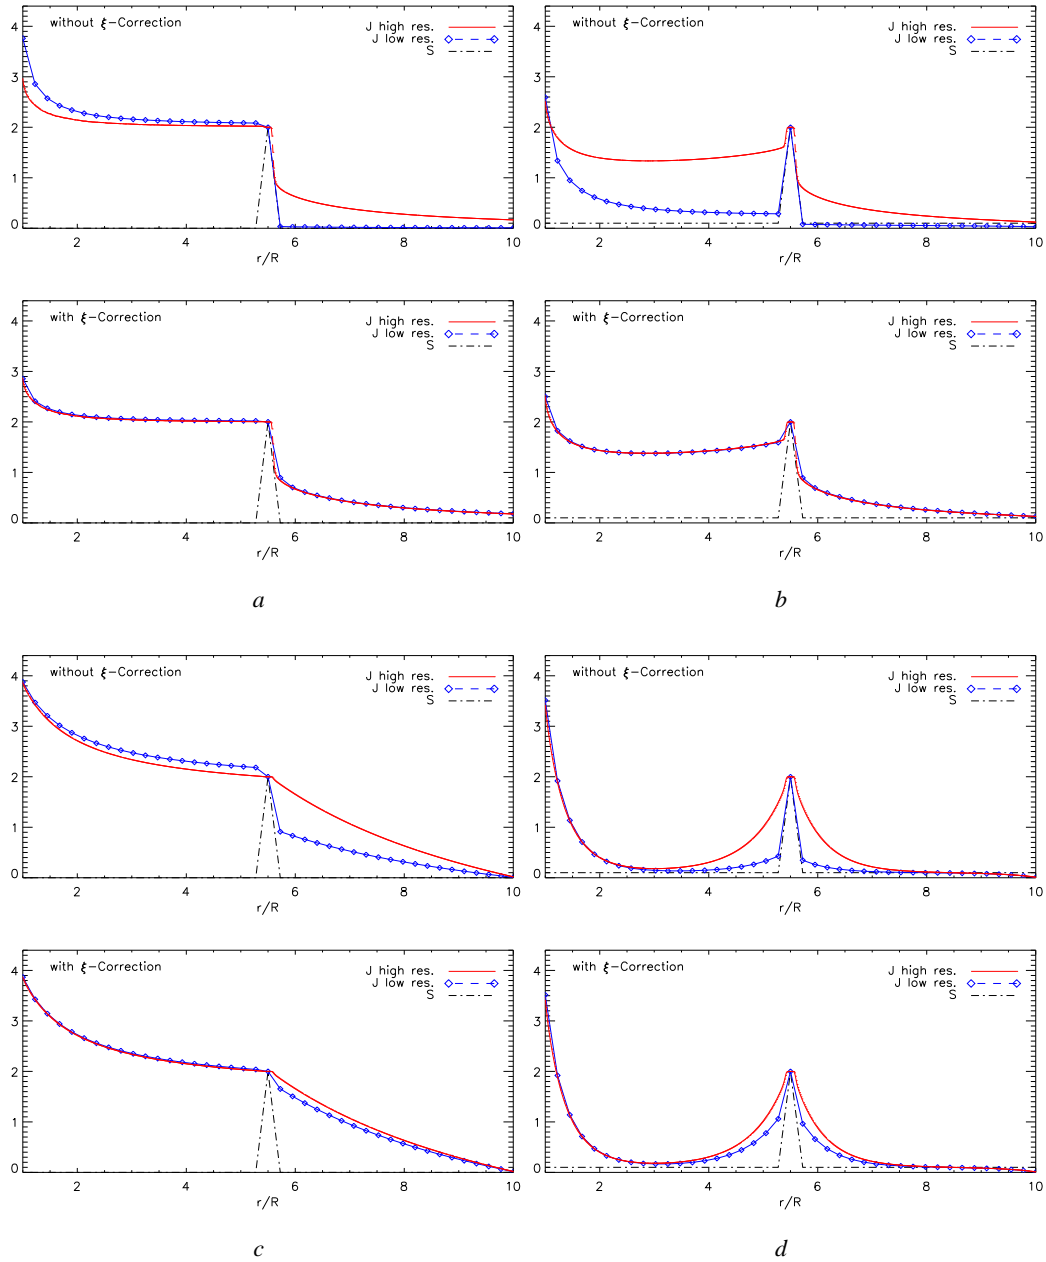 without ξ-Correction
J high res.
J low res.
S
4
3
2
1
0
2 4 6 8 10
r/R
without ξ-Correction
J high res.
J low res.
S
4
3
2
1
0
2 4 6 8 10
r/R
with ξ-Correction
J high res.
J low res.
S
4
3
2
1
0
2 4 6 8 10
r/R
with ξ-Correction
J high res.
J low res.
S
4
3
2
1
0
2 4 6 8 10
r/R
a
b
without ξ-Correction
J high res.
J low res.
S
4
3
2
1
0
2 4 6 8 10
r/R
without ξ-Correction
J high res.
J low res.
S
4
3
2
1
0
2 4 6 8 10
r/R
with ξ-Correction
J high res.
J low res.
S
4
3
2
1
0
2 4 6 8 10
r/R
with ξ-Correction
J high res.
J low res.
S
4
3
2
1
0
2 4 6 8 10
r/R
c
d